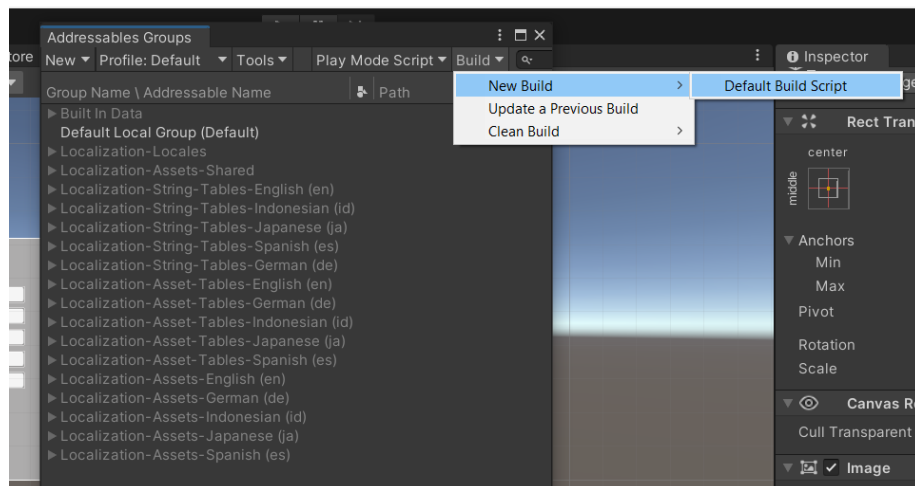 Addressables Groups
ore New Profile: Default Tools Play Mode Script Build
Group Name \ Addressable Name Path
Built In Data
Default Local Group (Default)
Localization-Locales
Localization-Assets-Shared
Localization-String-Tables-English (en)
Localization-String-Tables-Indonesian (id)
Localization-String-Tables-Japanese (ja)
Localization-String-Tables-Spanish (es)
Localization-String-Tables-German (de)
Localization-Asset-Tables-English (en)
Localization-Asset-Tables-German (de)
Localization-Asset-Tables-Indonesian (id)
Localization-Asset-Tables-Japanese (ja)
Localization-Asset-Tables-Spanish (es)
Localization-Assets-English (en)
Localization-Assets-German (de)
Localization-Assets-Indonesian (id)
Localization-Assets-Japanese (ja)
Localization-Assets-Spanish (es)
New Build
Update a Previous Build
Clean Build
Default Build Script
Inspector
Rect Tran
center
middle
Anchors
Min
Max
Pivot
Rotation
Scale
Canvas R
Cull Transparent
Image